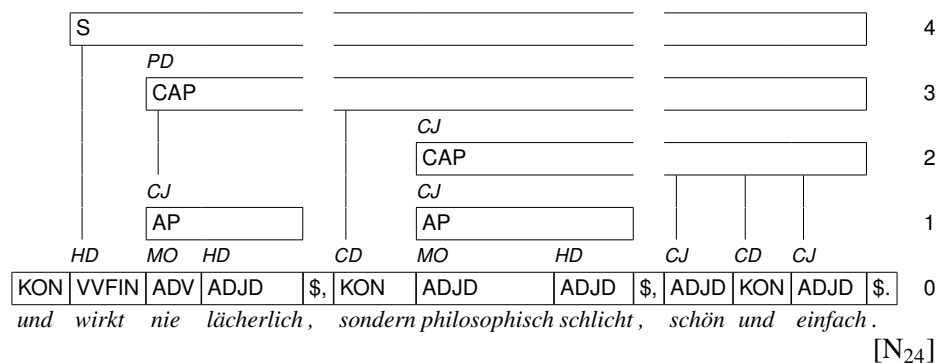 S 4
PD
CAP 3
CJ
CAP 2
CJ CJ
AP AP 1
HD MO HD CD MO HD CJ CD CJ
KON VVFIN ADV ADJD $, KON ADJD ADJD $, ADJD KON ADJD $. 0
und wirkt nie lächerlich , sondern philosophisch schlicht , schön und einfach .
[N24]